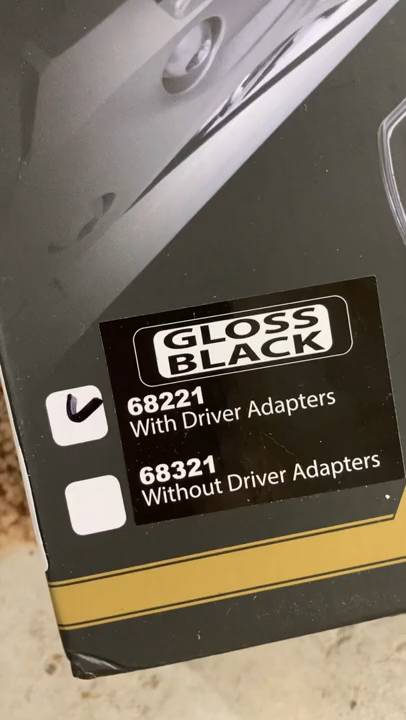 GLOSS
BLACK
68221
With Driver Adapters
68321
Without Driver Adapters